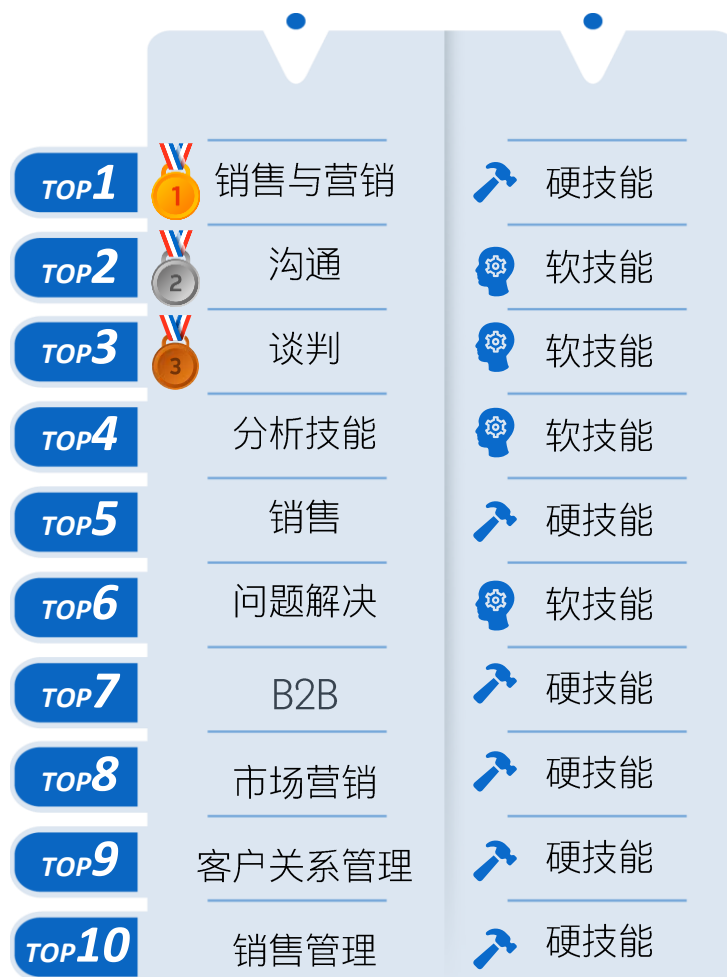 TOP1 1 销售与营销 硬技能
TOP2 2 沟通 软技能
TOP3 3 谈判 软技能
TOP4 分析技能 软技能
TOP5 销售 硬技能
TOP6 问题解决 软技能
TOP7 B2B 硬技能
TOP8 市场营销 硬技能
TOP9 客户关系管理 硬技能
TOP10 销售管理 硬技能